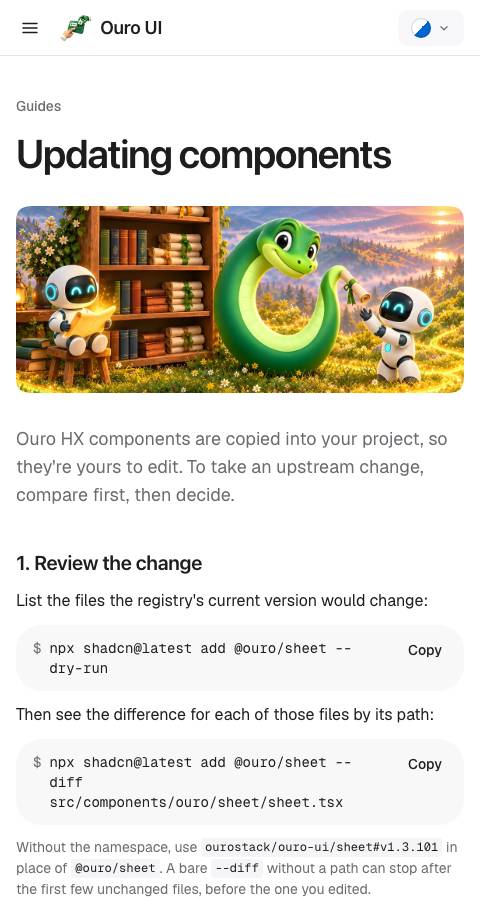 Ouro UI
Guides
Updating components
Ouro HX components are copied into your project, so
they're yours to edit. To take an upstream change,
compare first, then decide.
1. Review the change
List the files the registry's current version would change:
$ npx shadcn@latest add @ouro/sheet --
dry-run
Copy
Then see the difference for each of those files by its path:
$ npx shadcn@latest add @ouro/sheet --
diff
src/components/ouro/sheet/sheet.tsx
Copy
Without the namespace, use ourostack/ouro-ui/sheet#v1.3.101 in
place of @ouro/sheet. A bare --diff without a path can stop after
the first few unchanged files, before the one you edited.